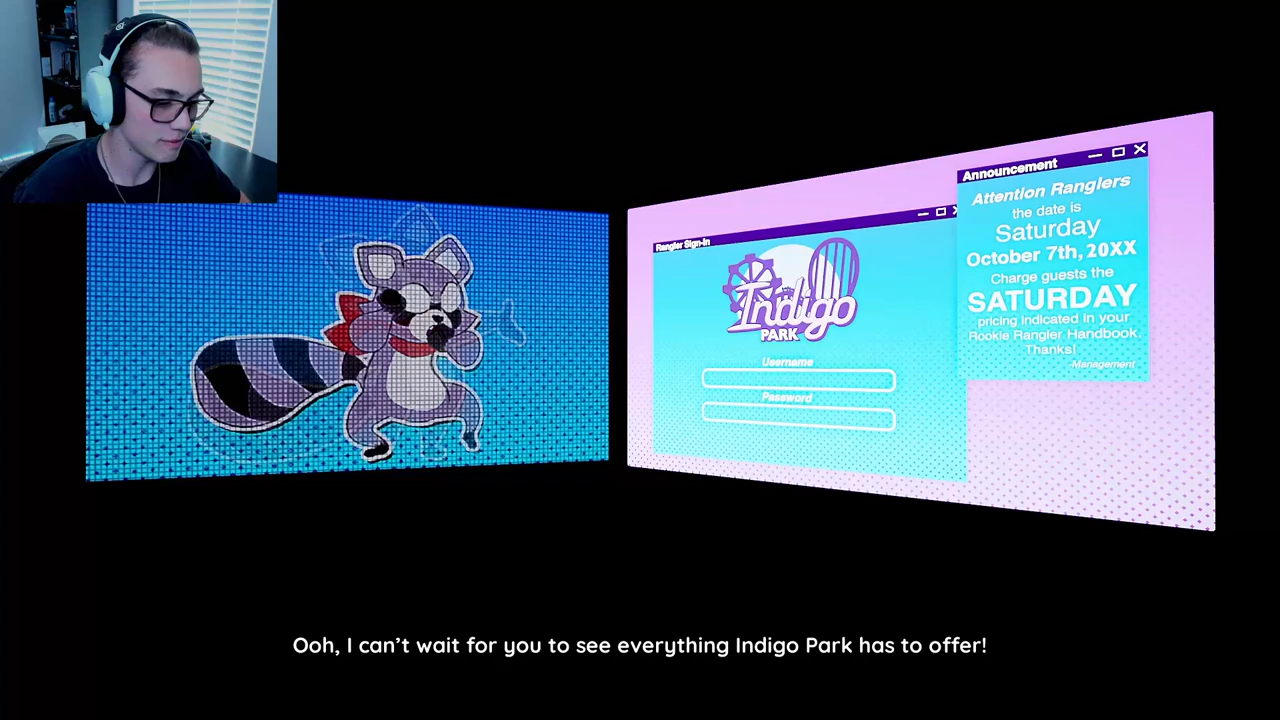 Announcement
Attention Ranglers
the date is
Saturday
October 7th, 20XX
Charge guests the
SATURDAY
pricing indicated in your
Rookie Rangler Handbook.
Thanks!
-Management
Rangler Sign-In
Indigo
PARK
Username
Password
Ooh, I can't wait for you to see everything Indigo Park has to offer!